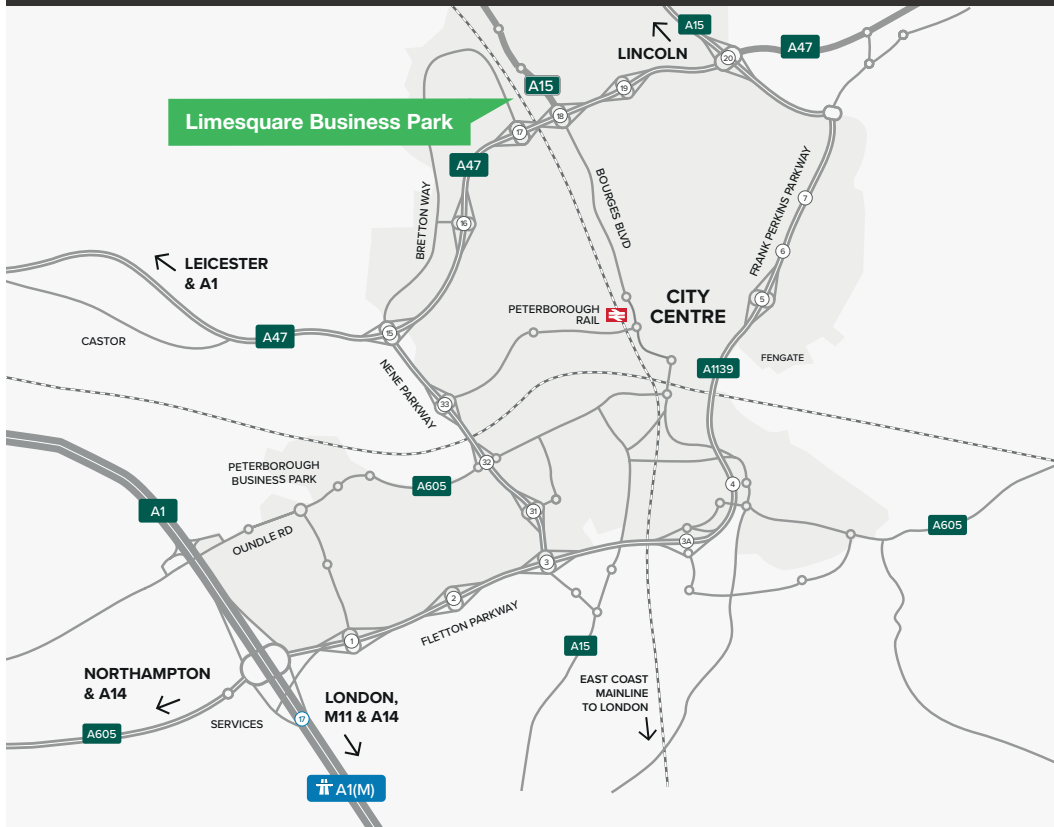 A15
LINCOLN
A47
20
A15
19
Limesquare Business Park
18
17
A47
BRETTON WAY
16
BOURGES BLVD
FRANK PERKINS PARKWAY
7
6
5
LEICESTER
& A1
PETERBOROUGH
RAIL
CITY
CENTRE
A47
15
CASTOR
FENGATE
A1139
NENE PARKWAY
33
PETERBOROUGH
BUSINESS PARK
32
A605
4
A1
31
OUNDLE RD
3A
A605
3
2
FLETTON PARKWAY
1
A15
NORTHAMPTON
& A14
EAST COAST
MAINLINE
TO LONDON
LONDON,
M11 & A14
17
SERVICES
A605
A1(M)